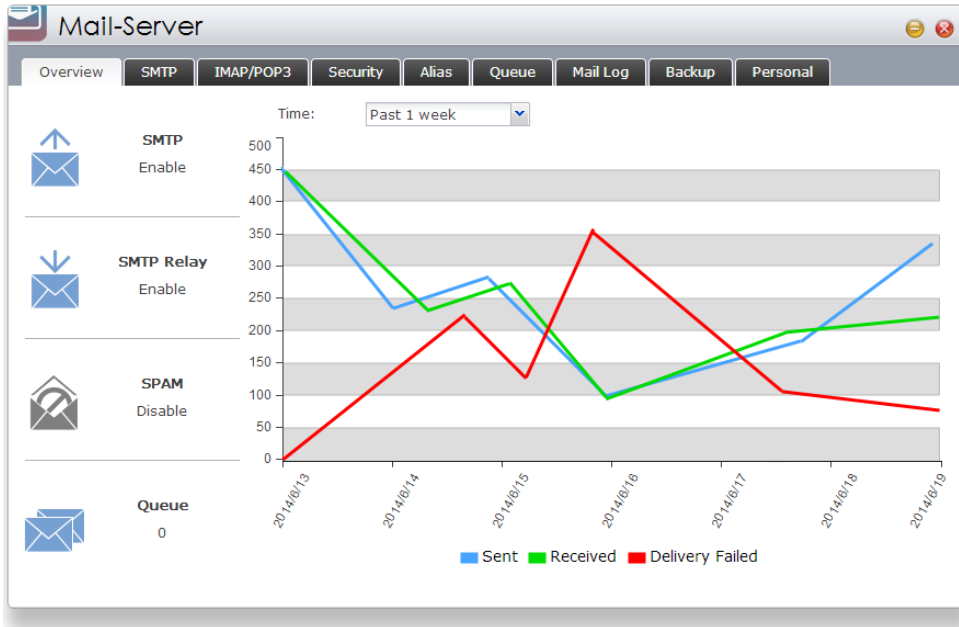 Mail-Server
Overview SMTP IMAP/POP3 Security Alias Queue Mail Log Backup Personal
Time: Past 1 week
SMTP
Enable
SMTP Relay
Enable
SPAM
Disable
Queue
0
500
450
400
350
300
250
200
150
100
50
0
2014/6/13 2014/6/14 2014/6/15 2014/6/16 2014/6/17 2014/6/18 2014/6/19
Sent Received Delivery Failed